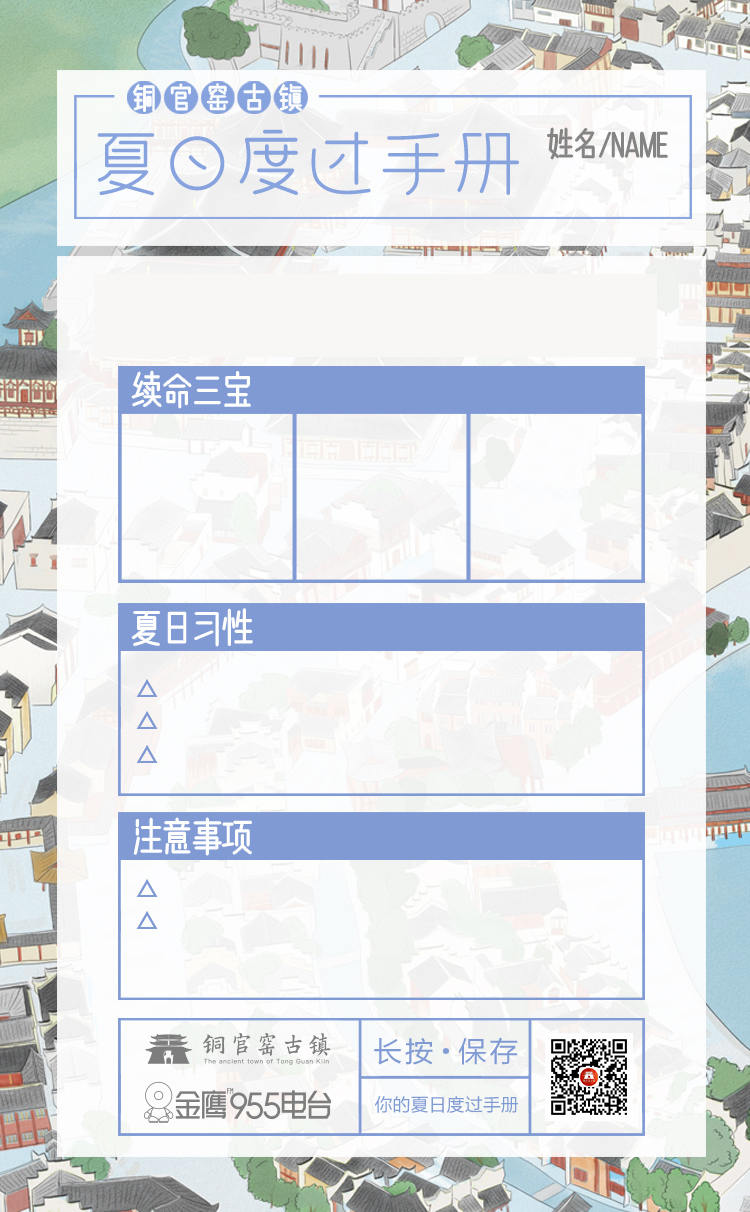 铜官窑古镇
夏日度过手册
姓名/NAME
续命三宝
夏日习性
注意事项
铜官窑古镇
The ancient town of Tong Guan Kiln
金鹰955电台
FM
长按·保存
你的夏日度过手册